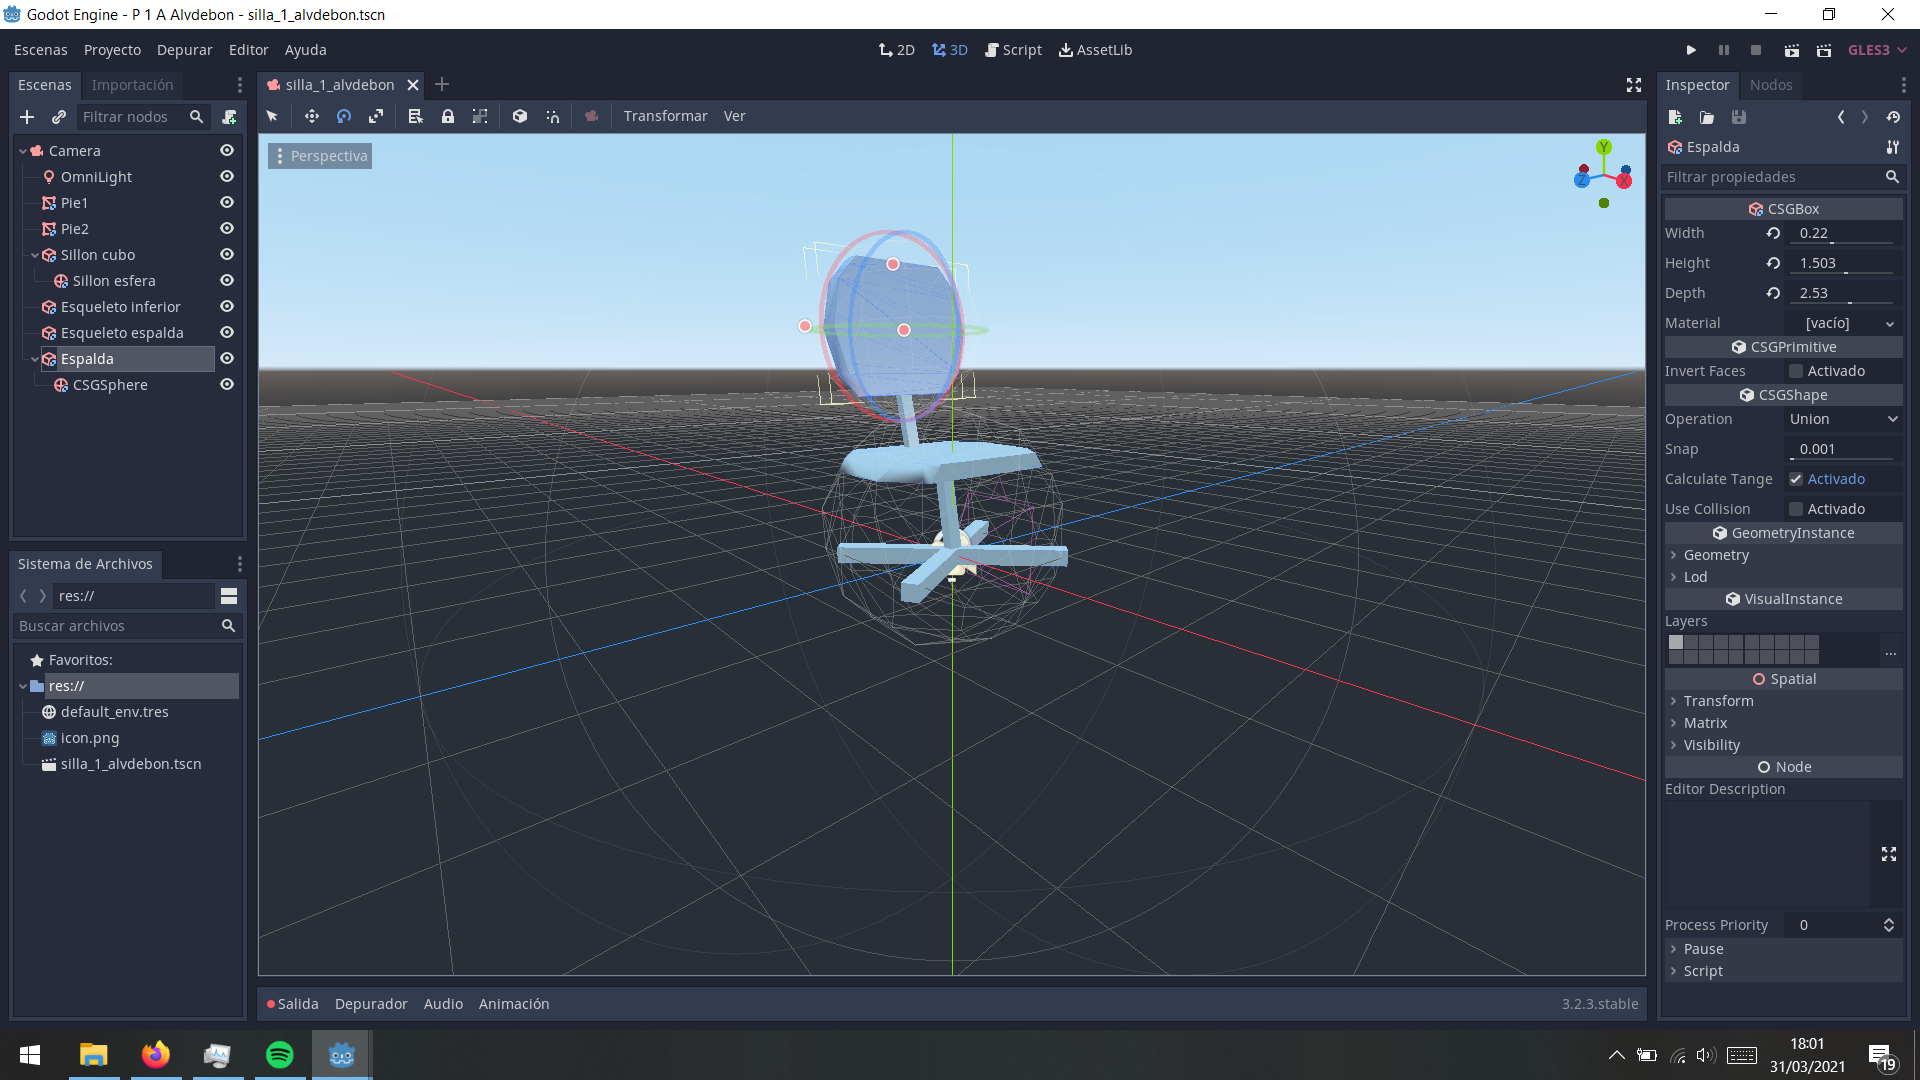 Godot Engine - P 1 A Alvdebon - silla_1_alvdebon.tscn
Escenas Proyecto Depurar Editor Ayuda
2D 3D Script AssetLib
GLES3
Escenas Importación
silla_1_alvdebon
Inspector Nodos
Filtrar nodos
Transformar Ver
Perspectiva
Y
Z
X
Camera
OmniLight
Pie1
Pie2
Sillon cubo
Sillon esfera
Esqueleto inferior
Esqueleto espalda
Espalda
CSGSphere
Sistema de Archivos
res://
Buscar archivos
Favoritos:
res://
default_env.tres
icon.png
silla_1_alvdebon.tscn
Salida Depurador Audio Animación
3.2.3.stable
Espalda
Filtrar propiedades
CSGBox
Width 0.22
Height 1.503
Depth 2.53
Material [vacío]
CSGPrimitive
Invert Faces Activado
CSGShape
Operation Union
Snap 0.001
Calculate Tange Activado
Use Collision Activado
GeometryInstance
Geometry
Lod
VisualInstance
Layers
...
Spatial
Transform
Matrix
Visibility
Node
Editor Description
Process Priority 0
Pause
Script
18:01
31/03/2021
19